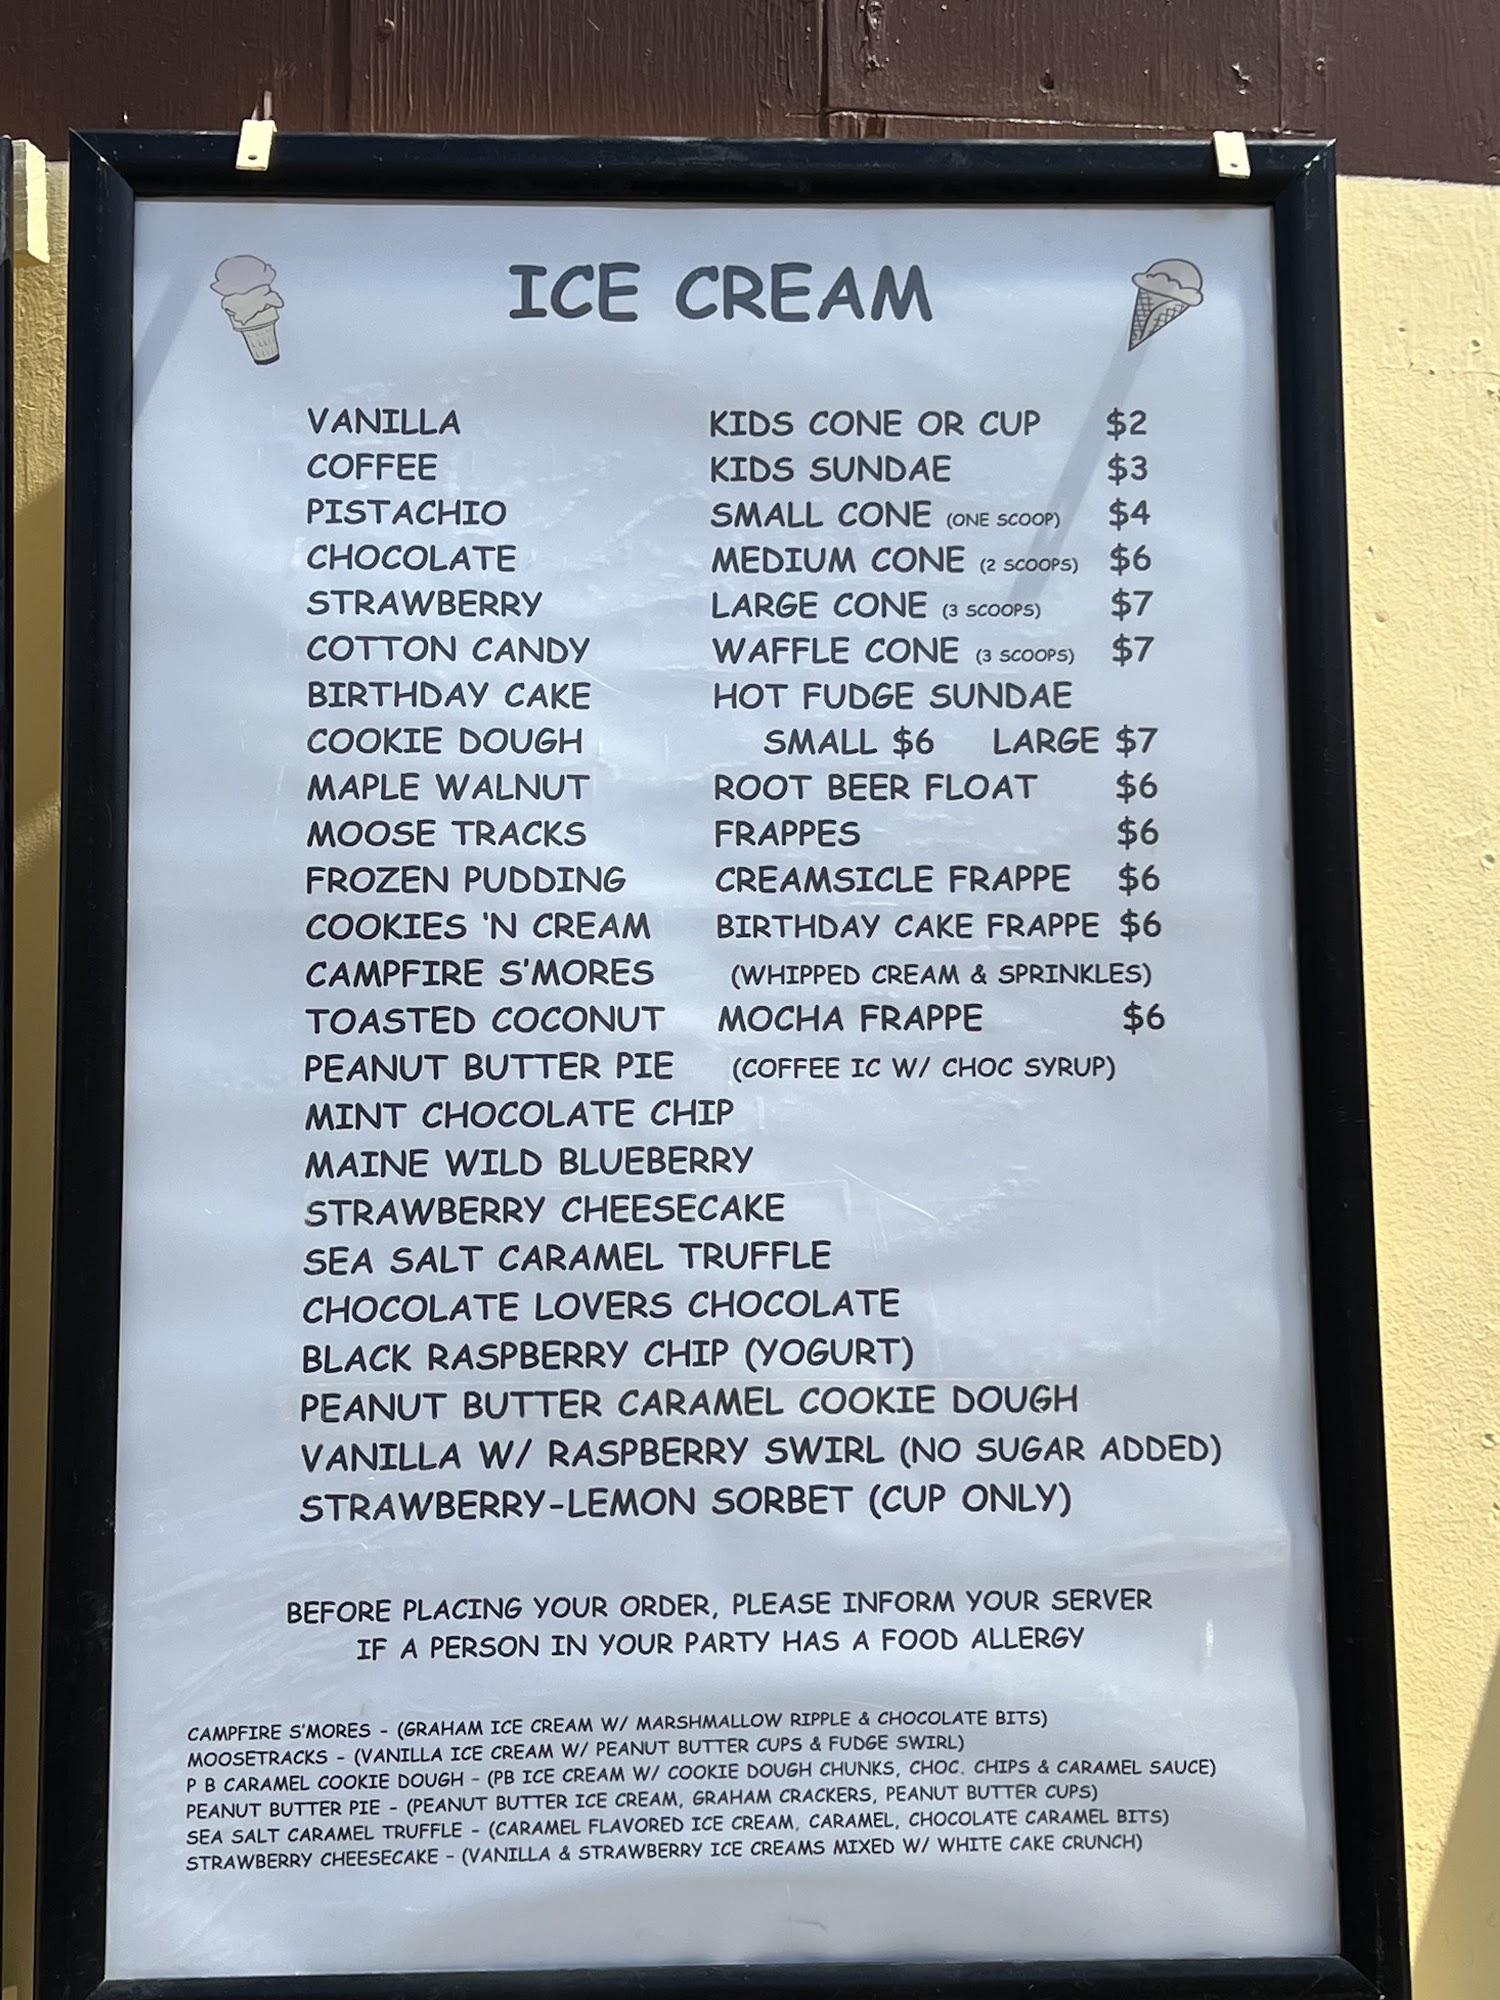 ICE CREAM
VANILLA
COFFEE
PISTACHIO
CHOCOLATE
STRAWBERRY
COTTON CANDY
BIRTHDAY CAKE
COOKIE DOUGH
MAPLE WALNUT
MOOSE TRACKS
FROZEN PUDDING
COOKIES 'N CREAM
CAMPFIRE S'MORES
TOASTED COCONUT
PEANUT BUTTER PIE
MINT CHOCOLATE CHIP
MAINE WILD BLUEBERRY
STRAWBERRY CHEESECAKE
SEA SALT CARAMEL TRUFFLE
CHOCOLATE LOVERS CHOCOLATE
BLACK RASPBERRY CHIP (YOGURT)
PEANUT BUTTER CARAMEL COOKIE DOUGH
VANILLA W/ RASPBERRY SWIRL (NO SUGAR ADDED)
STRAWBERRY-LEMON SORBET (CUP ONLY)
KIDS CONE OR CUP $2
KIDS SUNDAE $3
SMALL CONE (ONE SCOOP) $4
MEDIUM CONE (2 SCOOPS) $6
LARGE CONE (3 SCOOPS) $7
WAFFLE CONE (3 SCOOPS) $7
HOT FUDGE SUNDAE
SMALL $6 LARGE $7
ROOT BEER FLOAT $6
FRAPPES $6
CREAMSICLE FRAPPE $6
BIRTHDAY CAKE FRAPPE $6
(WHIPPED CREAM & SPRINKLES)
MOCHA FRAPPE $6
(COFFEE IC W/ CHOC SYRUP)
BEFORE PLACING YOUR ORDER, PLEASE INFORM YOUR SERVER
IF A PERSON IN YOUR PARTY HAS A FOOD ALLERGY
CAMPFIRE S'MORES - (GRAHAM ICE CREAM W/ MARSHMALLOW RIPPLE & CHOCOLATE BITS)
MOOSETRACKS - (VANILLA ICE CREAM W/ PEANUT BUTTER CUPS & FUDGE SWIRL)
P B CARAMEL COOKIE DOUGH - (PB ICE CREAM W/ COOKIE DOUGH CHUNKS, CHOC. CHIPS & CARAMEL SAUCE)
PEANUT BUTTER PIE - (PEANUT BUTTER ICE CREAM, GRAHAM CRACKERS, PEANUT BUTTER CUPS)
SEA SALT CARAMEL TRUFFLE - (CARAMEL FLAVORED ICE CREAM, CARAMEL, CHOCOLATE CARAMEL BITS)
STRAWBERRY CHEESECAKE - (VANILLA & STRAWBERRY ICE CREAMS MIXED W/ WHITE CAKE CRUNCH)